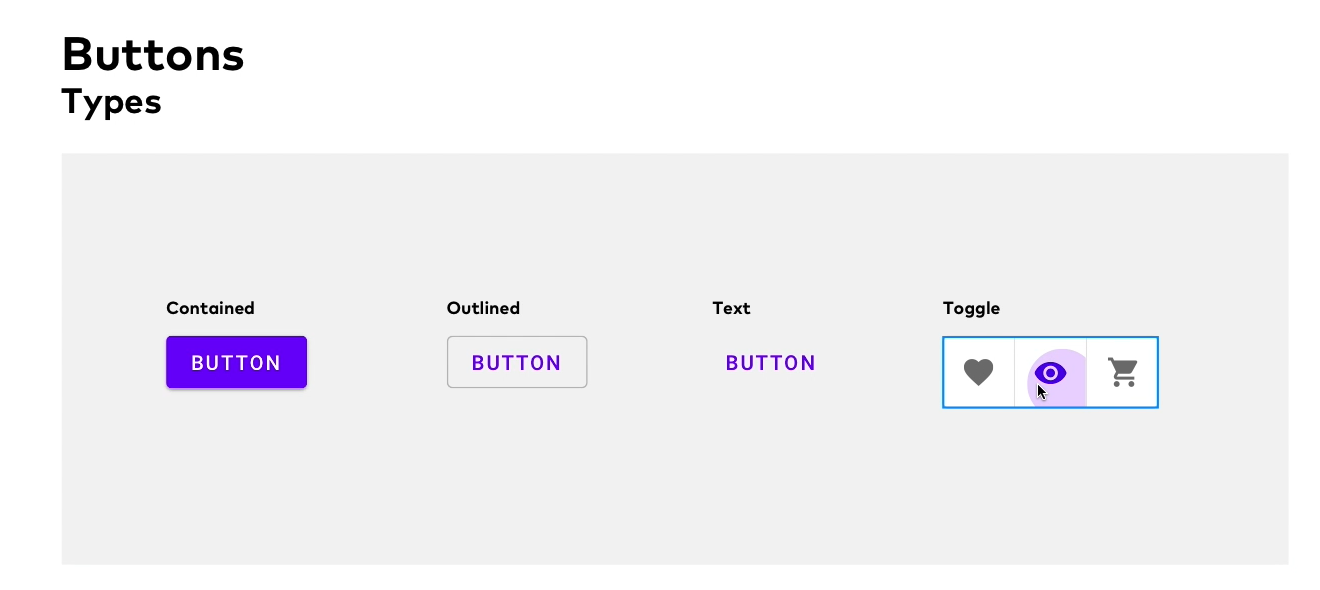 Buttons
Types
Contained
Outlined
Text
Toggle
BUTTON
BUTTON
BUTTON